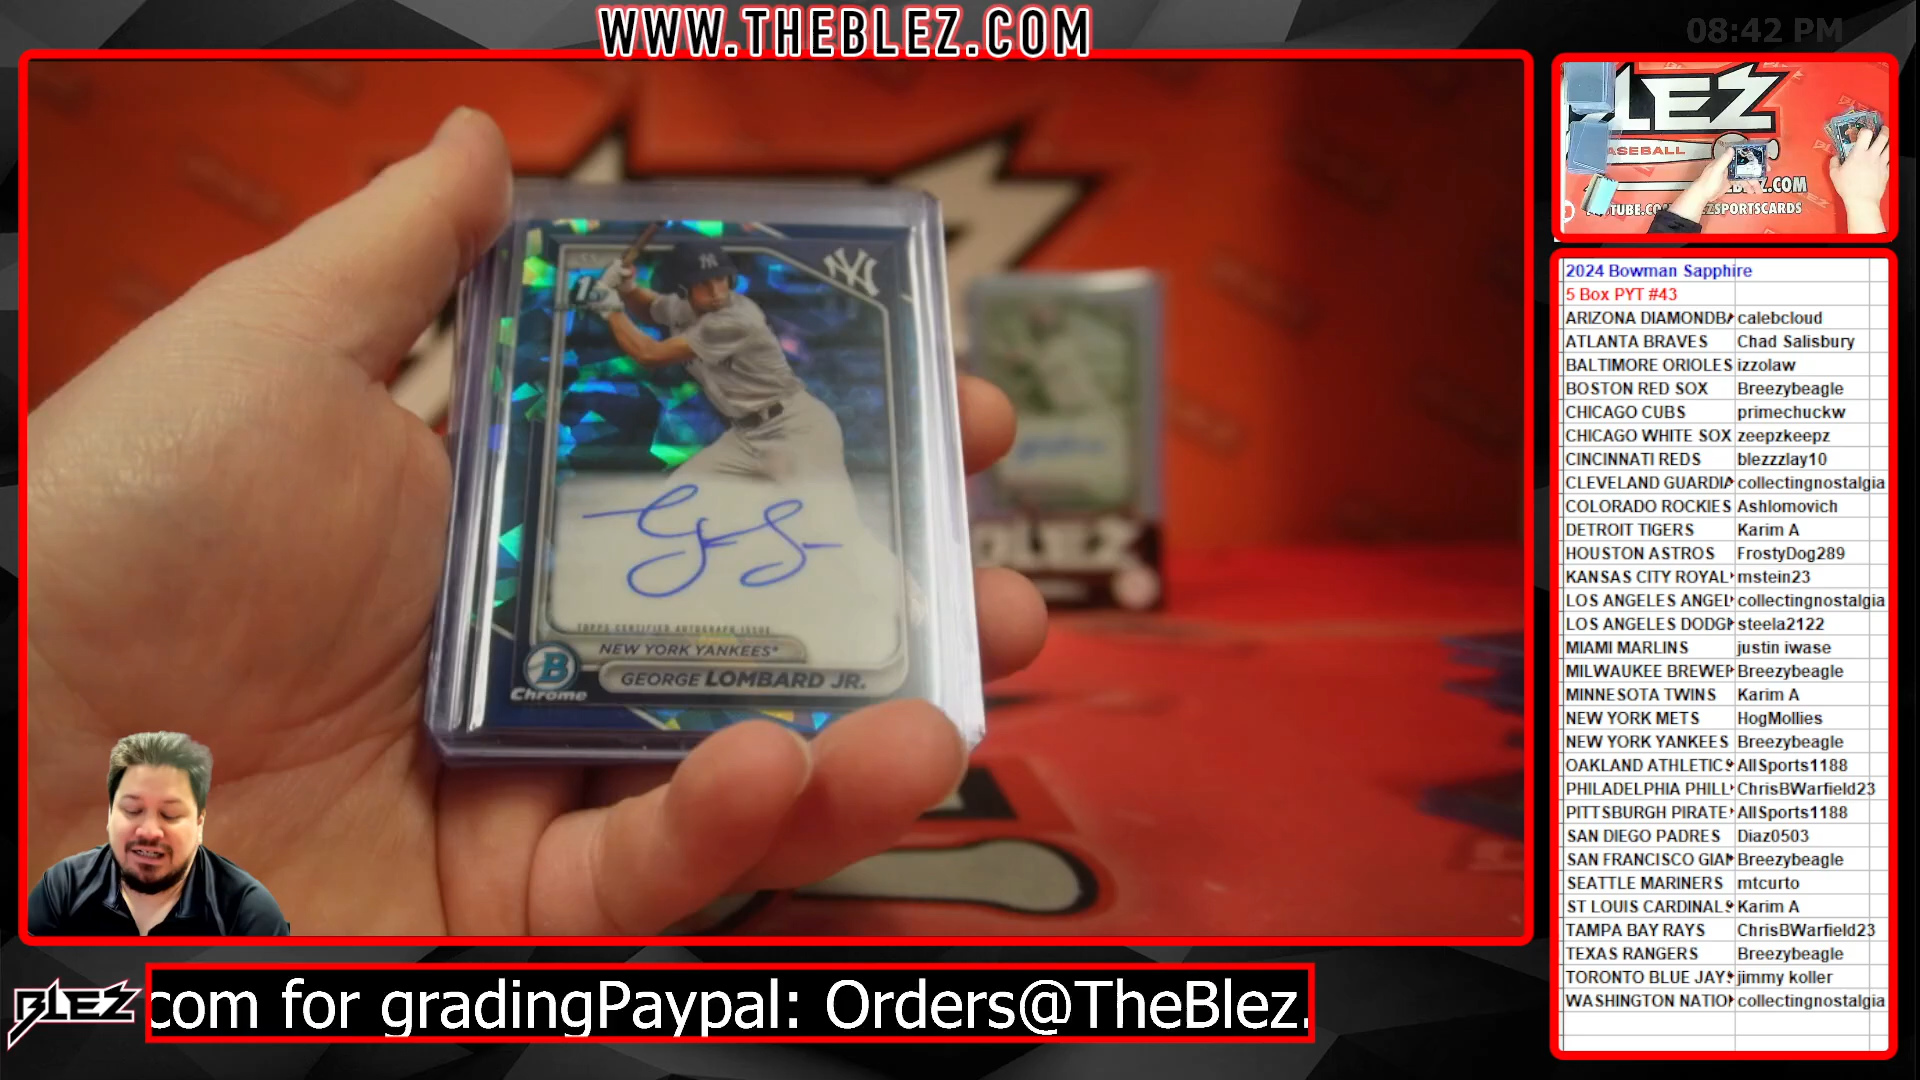 WWW.THEBLEZ.COM
08:42 PM
LEZ
ASEBALL
.COM
1st
NY
TOPPS CERTIFIED AUTOGRAPH ISSUE
NEW YORK YANKEES*
GEORGE LOMBARD JR.
B
Chrome
BLEZ
com for gradingPaypal: Orders@TheBlez.
2024 Bowman Sapphire
5 Box PYT #43
ARIZONA DIAMONDBA calebcloud
ATLANTA BRAVES Chad Salisbury
BALTIMORE ORIOLES izzolaw
BOSTON RED SOX Breezybeagle
CHICAGO CUBS primechuckw
CHICAGO WHITE SOX zeepzkeepz
CINCINNATI REDS blezzzlay10
CLEVELAND GUARDIA collectingnostalgia
COLORADO ROCKIES Ashlomovich
DETROIT TIGERS Karim A
HOUSTON ASTROS FrostyDog289
KANSAS CITY ROYAL mstein23
LOS ANGELES ANGEL collectingnostalgia
LOS ANGELES DODGE steela2122
MIAMI MARLINS justin iwase
MILWAUKEE BREWER Breezybeagle
MINNESOTA TWINS Karim A
NEW YORK METS HogMollies
NEW YORK YANKEES Breezybeagle
OAKLAND ATHLETICS AllSports1188
PHILADELPHIA PHILL ChrisBWarfield23
PITTSBURGH PIRATE AllSports1188
SAN DIEGO PADRES Diaz0503
SAN FRANCISCO GIAN Breezybeagle
SEATTLE MARINERS mtcurto
ST LOUIS CARDINALS Karim A
TAMPA BAY RAYS ChrisBWarfield23
TEXAS RANGERS Breezybeagle
TORONTO BLUE JAYS jimmy koller
WASHINGTON NATION collectingnostalgia